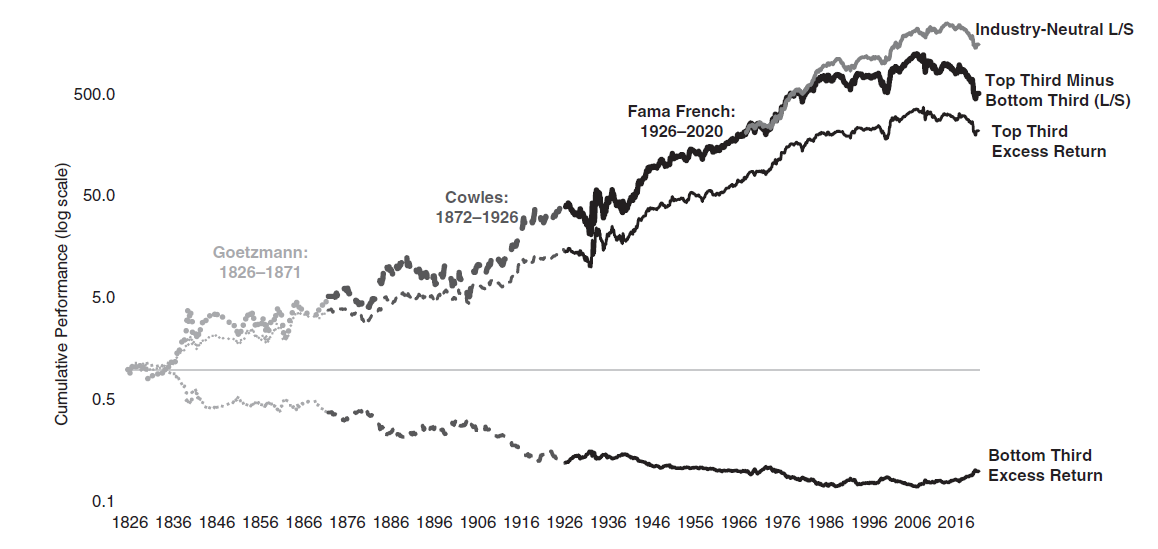 Industry-Neutral L/S
Top Third Minus
Bottom Third (L/S)
500.0
Fama French:
1926–2020
Top Third
Excess Return
Cumulative Performance (log scale)
50.0
Cowles:
1872–1926
Goetzmann:
1826–1871
5.0
0.5
Bottom Third
Excess Return
0.1
1826 1836 1846 1856 1866 1876 1886 1896 1906 1916 1926 1936 1946 1956 1966 1976 1986 1996 2006 2016